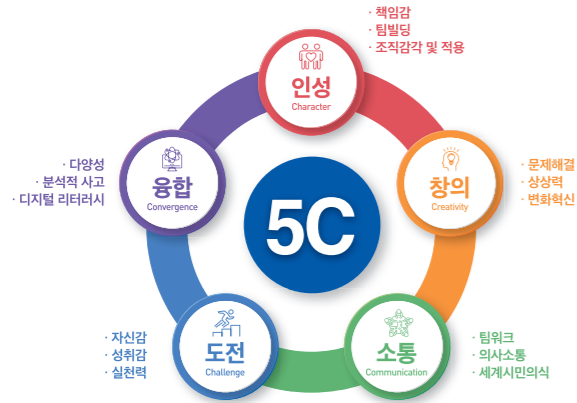 · 책임감
· 팀빌딩
· 조직감각 및 적용
인성
Character
· 다양성
· 분석적 사고
· 디지털 리터러시
융합
Convergence
창의
Creativity
· 문제해결
· 상상력
· 변화혁신
5C
· 자신감
· 성취감
· 실천력
도전
Challenge
소통
Communication
· 팀워크
· 의사소통
· 세계시민의식